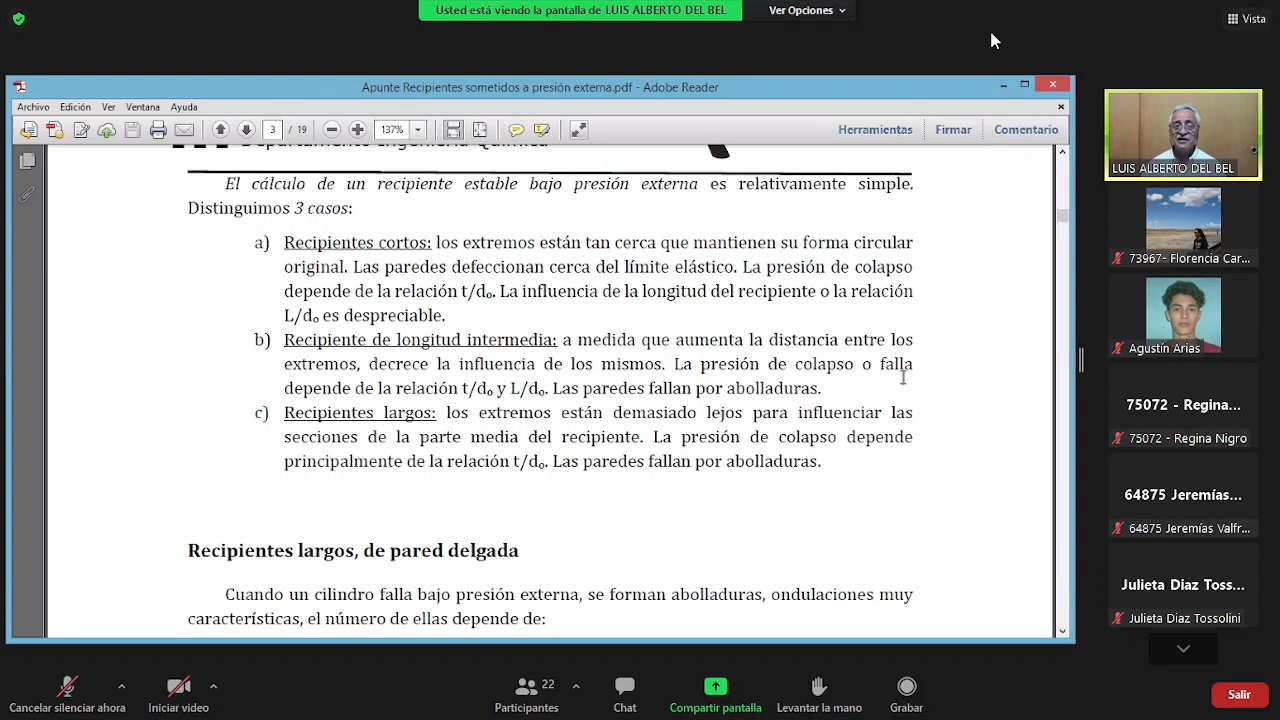 Usted está viendo la pantalla de LUIS ALBERTO DEL BEL
Ver Opciones
Vista
Apunte Recipientes sometidos a presión externa.pdf - Adobe Reader
Archivo Edición Ver Ventana Ayuda
3 / 19 137% Herramientas Firmar Comentario
Departamento Ingeniería Química
El cálculo de un recipiente estable bajo presión externa es relativamente simple.
Distinguimos 3 casos:
a) Recipientes cortos: los extremos están tan cerca que mantienen su forma circular
original. Las paredes defeccionan cerca del límite elástico. La presión de colapso
depende de la relación t/dₒ. La influencia de la longitud del recipiente o la relación
L/dₒ es despreciable.
b) Recipiente de longitud intermedia: a medida que aumenta la distancia entre los
extremos, decrece la influencia de los mismos. La presión de colapso o falla
depende de la relación t/dₒ y L/dₒ. Las paredes fallan por abolladuras.
c) Recipientes largos: los extremos están demasiado lejos para influenciar las
secciones de la parte media del recipiente. La presión de colapso depende
principalmente de la relación t/dₒ. Las paredes fallan por abolladuras.
Recipientes largos, de pared delgada
Cuando un cilindro falla bajo presión externa, se forman abolladuras, ondulaciones muy
características, el número de ellas depende de:
LUIS ALBERTO DEL BEL
73967- Florencia Car...
Agustín Arias
75072 - Regina...
75072 - Regina Nigro
64875 Jeremías...
64875 Jeremías Valfr...
Julieta Diaz Toss...
Julieta Diaz Tossolini
Cancelar silenciar ahora
Iniciar video
22
Participantes
Chat
Compartir pantalla
Levantar la mano
Grabar
Salir